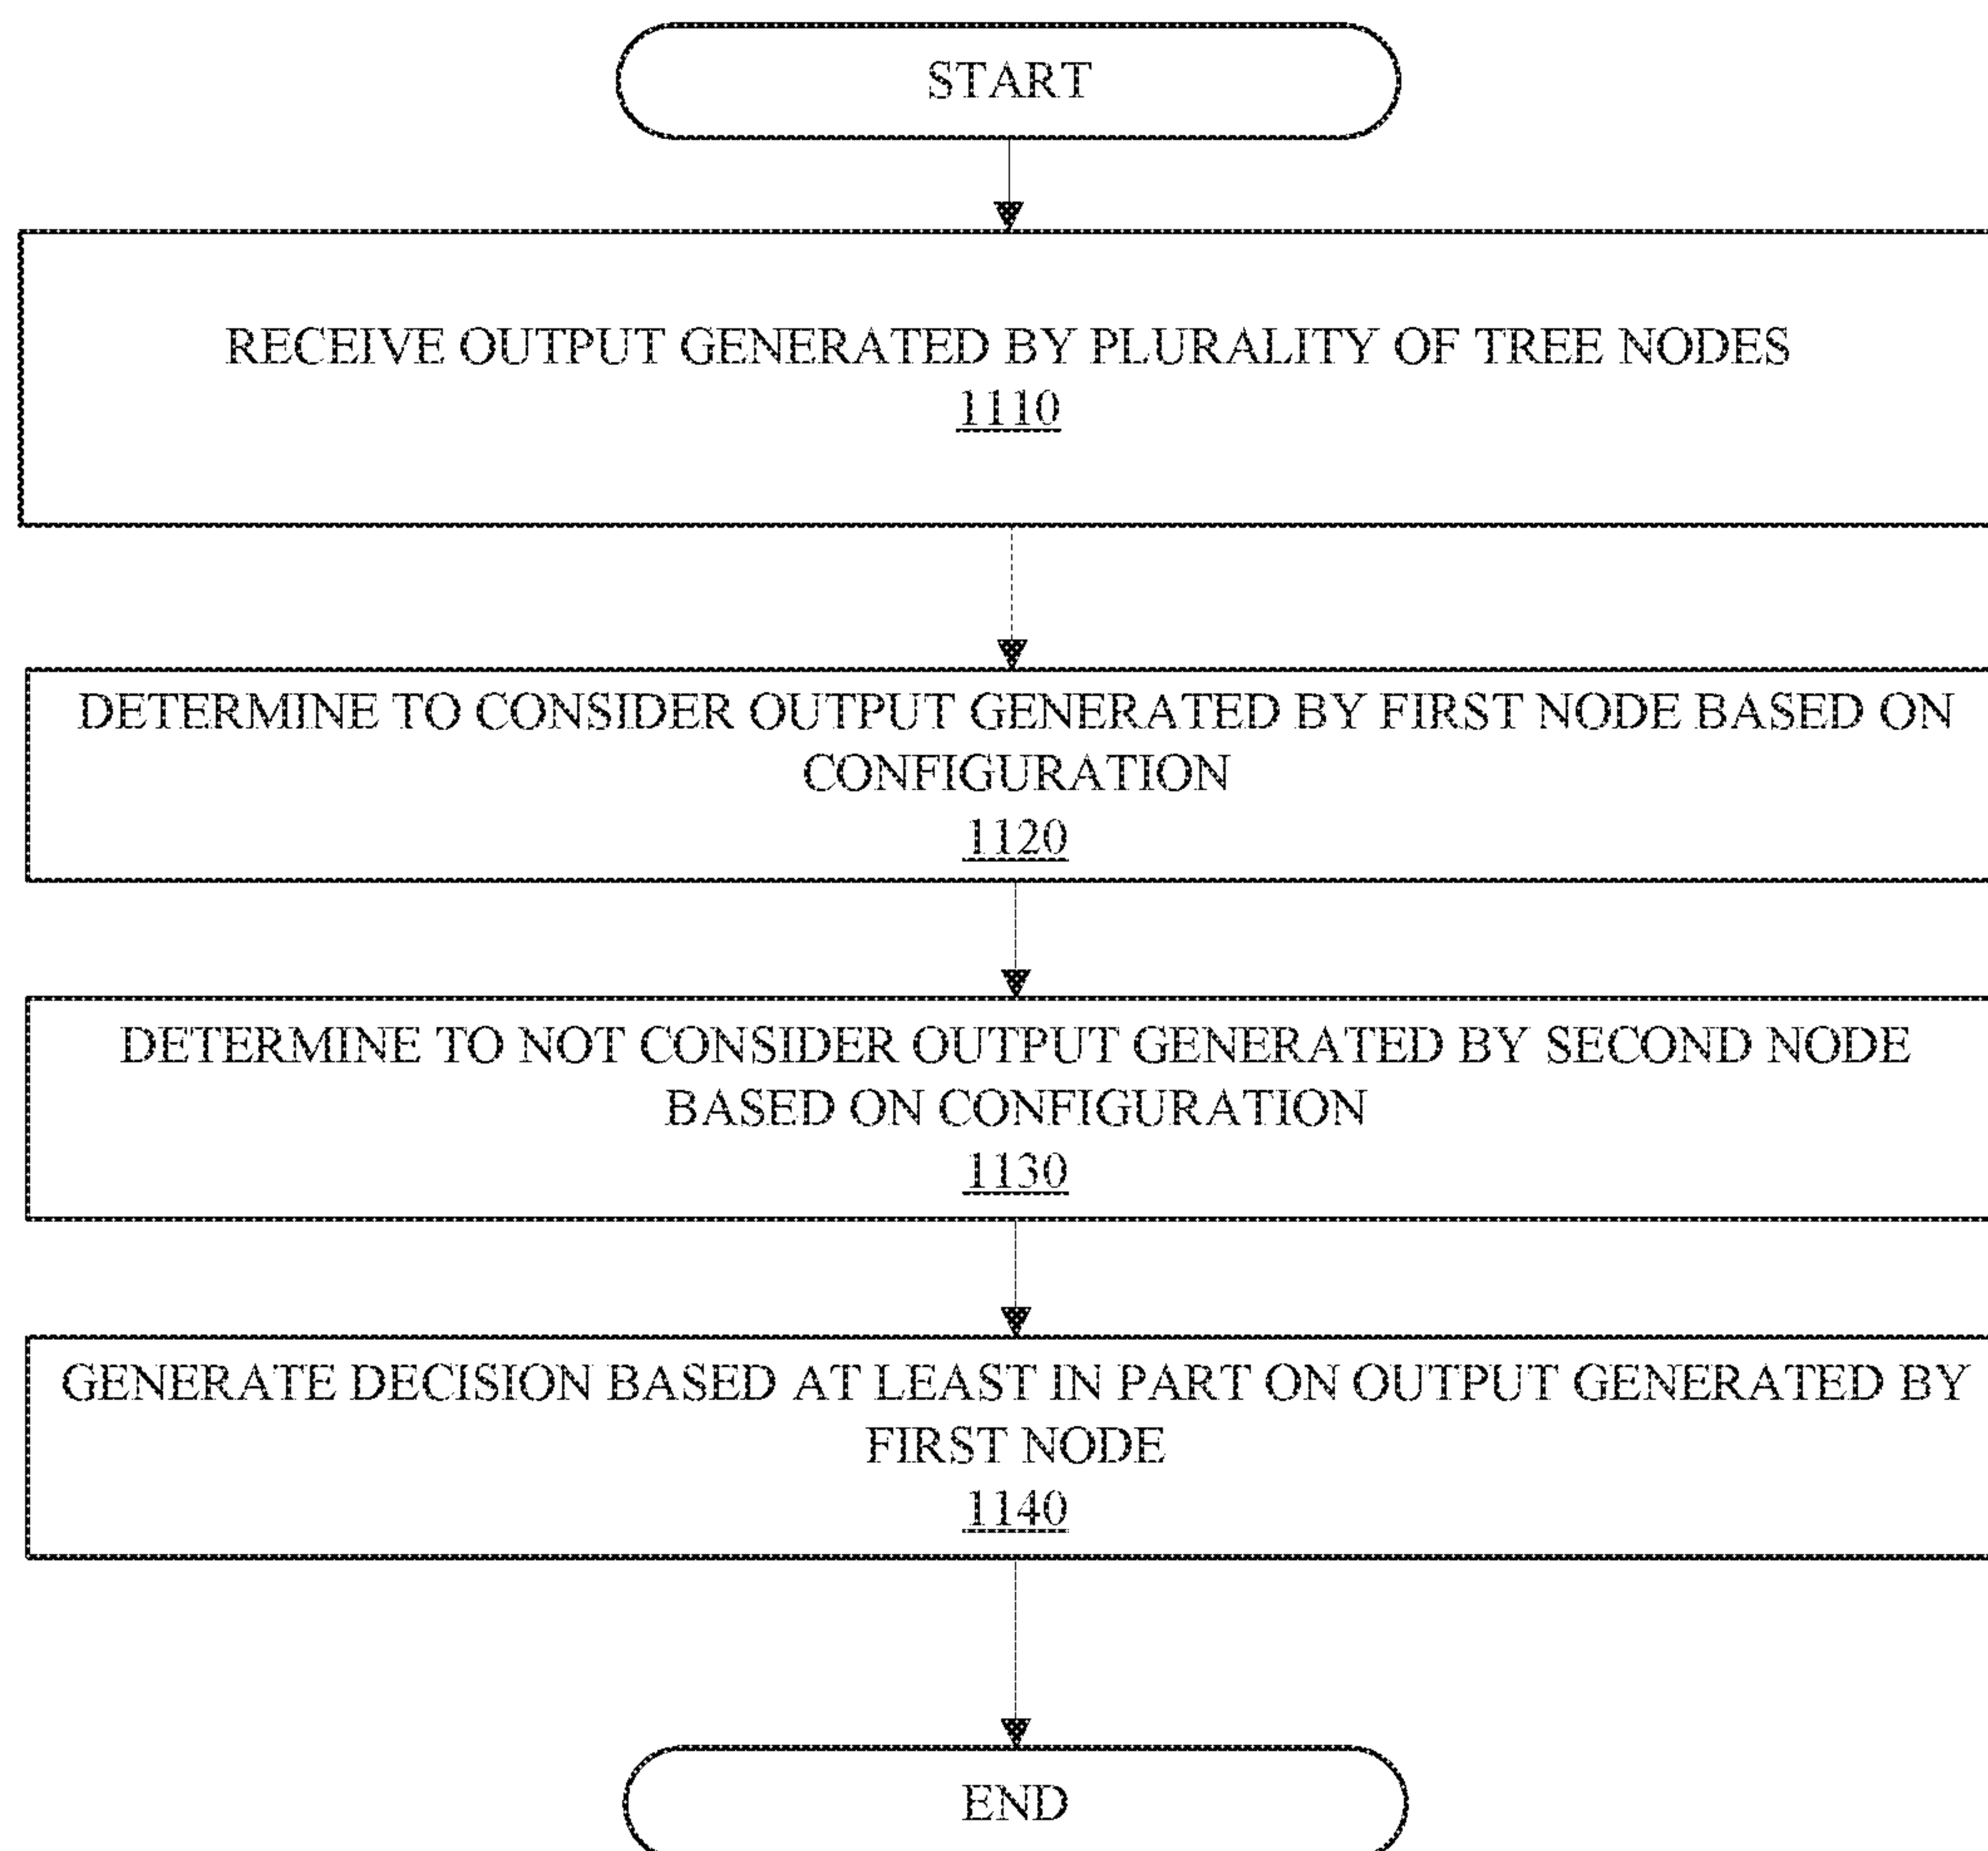 START
RECEIVE OUTPUT GENERATED BY PLURALITY OF TREE NODES
1110
DETERMINE TO CONSIDER OUTPUT GENERATED BY FIRST NODE BASED ON
CONFIGURATION
1120
DETERMINE TO NOT CONSIDER OUTPUT GENERATED BY SECOND NODE
BASED ON CONFIGURATION
1130
GENERATE DECISION BASED AT LEAST IN PART ON OUTPUT GENERATED BY
FIRST NODE
1140
END